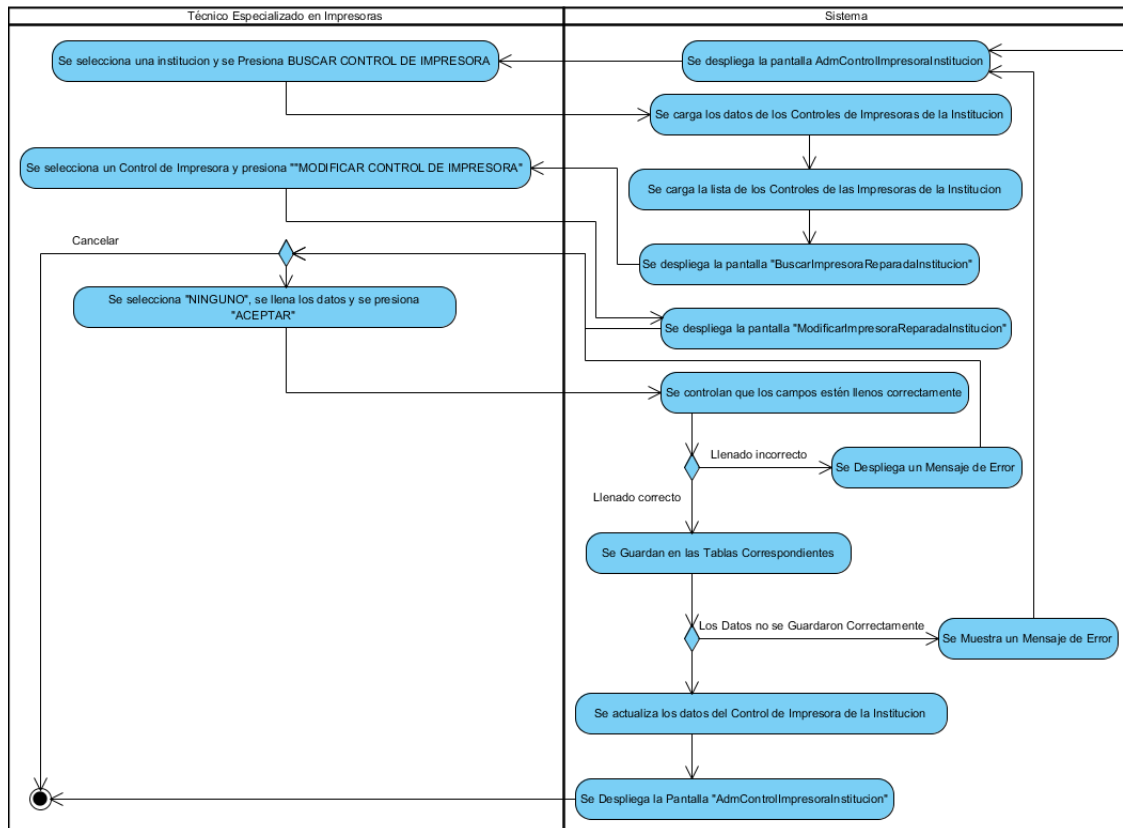 Técnico Especializado en Impresoras
Sistema
Se selecciona una institucion y se Presiona BUSCAR CONTROL DE IMPRESORA
Se despliega la pantalla AdmControlImpresoraInstitucion
Se carga los datos de los Controles de Impresoras de la Institucion
Se selecciona un Control de Impresora y presiona ""MODIFICAR CONTROL DE IMPRESORA"
Se carga la lista de los Controles de las Impresoras de la Institucion
Cancelar
Se despliega la pantalla "BuscarImpresoraReparadaInstitucion"
Se selecciona "NINGUNO", se llena los datos y se presiona
"ACEPTAR"
Se despliega la pantalla "ModificarImpresoraReparadaInstitucion"
Se controlan que los campos estén llenos correctamente
Llenado incorrecto
Se Despliega un Mensaje de Error
Llenado correcto
Se Guardan en las Tablas Correspondientes
Los Datos no se Guardaron Correctamente
Se Muestra un Mensaje de Error
Se actualiza los datos del Control de Impresora de la Institucion
Se Despliega la Pantalla "AdmControlImpresoraInstitucion"